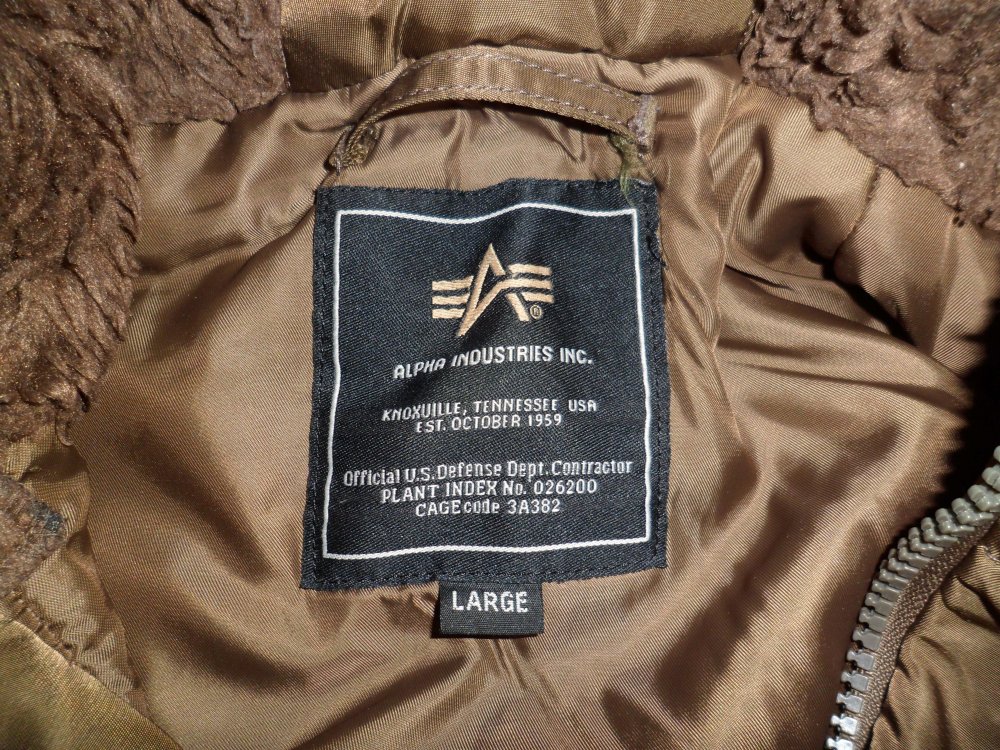 ALPHA INDUSTRIES INC.
KNOXUILLE, TENNESSEE USA
EST. OCTOBER 1959
Official U.S. Defense Dept. Contractor
PLANT INDEX No. 026200
CAGE code 3A382
LARGE